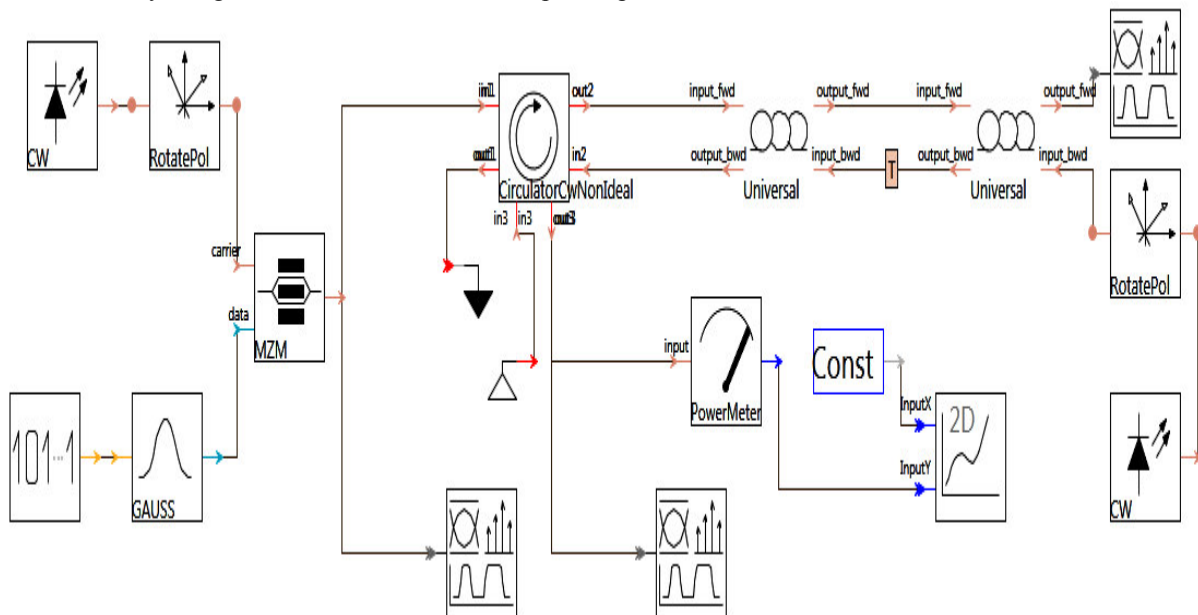 CW
RotatePol
carrier
data
MZM
101...1
GAUSS
in1
out2
out1
in2
CirculatorCwNonIdeal
in3
in3
out3
input_fwd
output_fwd
output_bwd
input_bwd
Universal
T
input_fwd
output_fwd
output_bwd
input_bwd
Universal
RotatePol
input
PowerMeter
Const
InputX
InputY
2D
CW